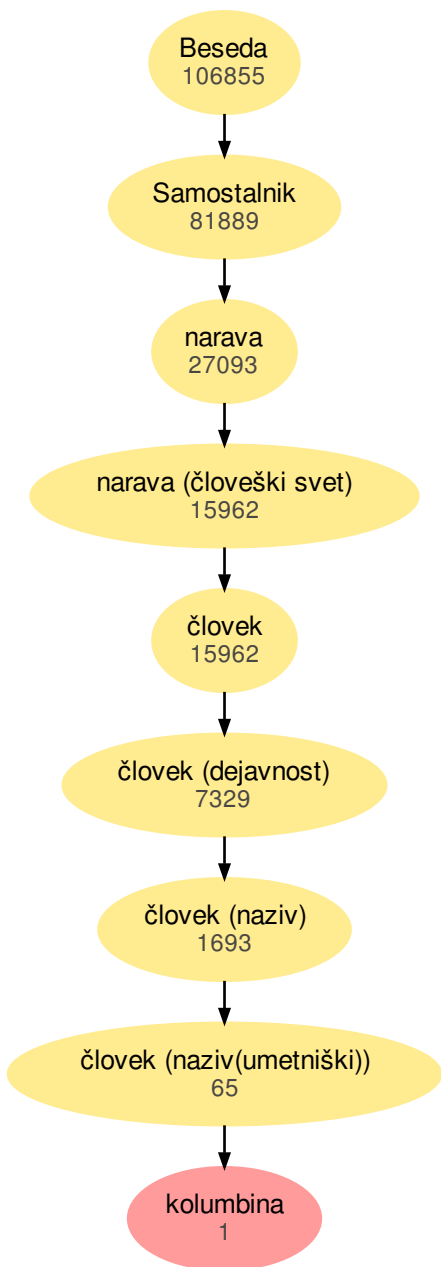 Beseda
106855
Samostalnik
81889
narava
27093
narava (človeški svet)
15962
človek
15962
človek (dejavnost)
7329
človek (naziv)
1693
človek (naziv(umetniški))
65
kolumbina
1